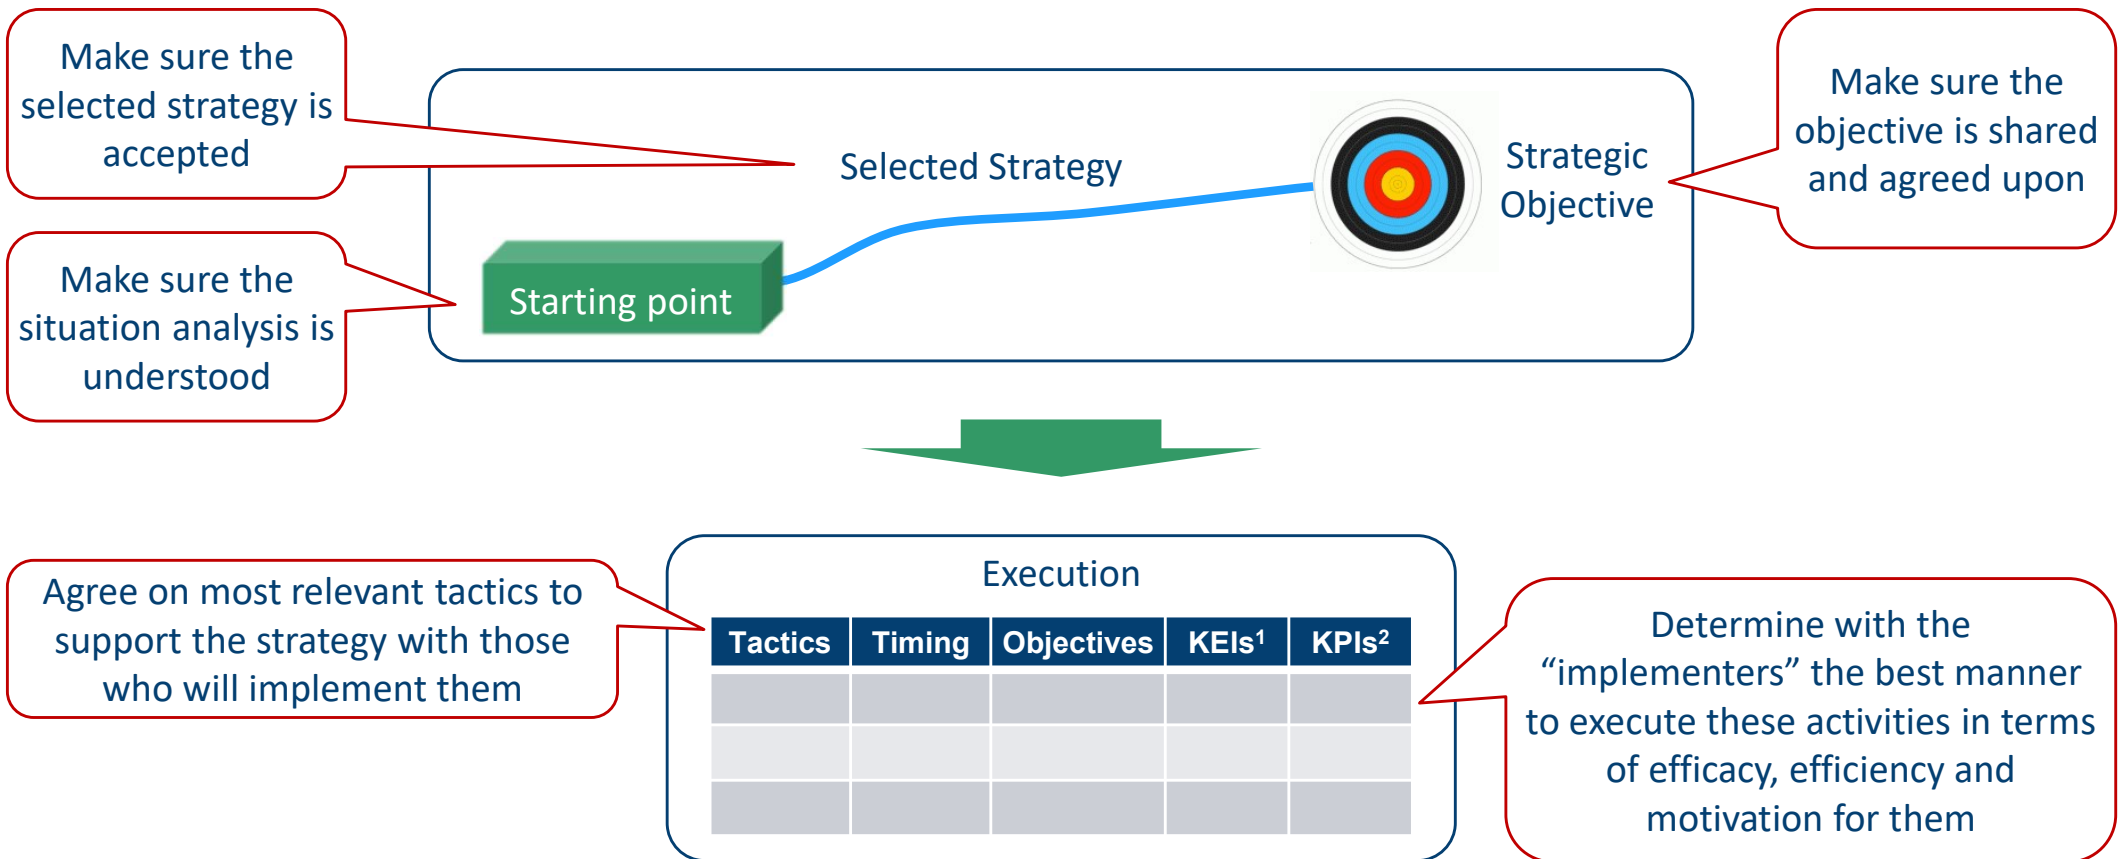 Make sure the
selected strategy is
accepted
Selected Strategy
Strategic
Objective
Make sure the
objective is shared
and agreed upon
Make sure the
situation analysis is
understood
Starting point
Agree on most relevant tactics to
support the strategy with those
who will implement them
Execution
Tactics Timing Objectives KEIs¹ KPIs²
Determine with the
“implementers” the best manner
to execute these activities in terms
of efficacy, efficiency and
motivation for them